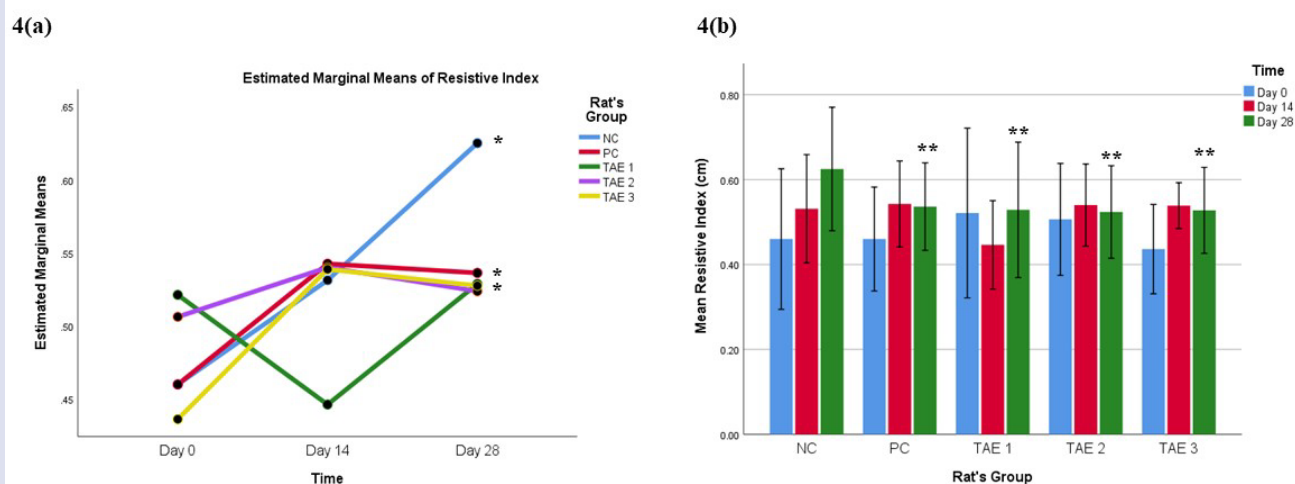 4(a)
Estimated Marginal Means of Resistive Index
Estimated Marginal Means
.65
.60
.55
.50
.45
Day 0
Day 14
Day 28
Time
*
*
*
Rat's
Group
NC
PC
TAE 1
TAE 2
TAE 3
4(b)
Mean Resistive Index (cm)
0.80
0.60
0.40
0.20
0.00
**
**
**
**
NC
PC
TAE 1
TAE 2
TAE 3
Rat's Group
Time
Day 0
Day 14
Day 28